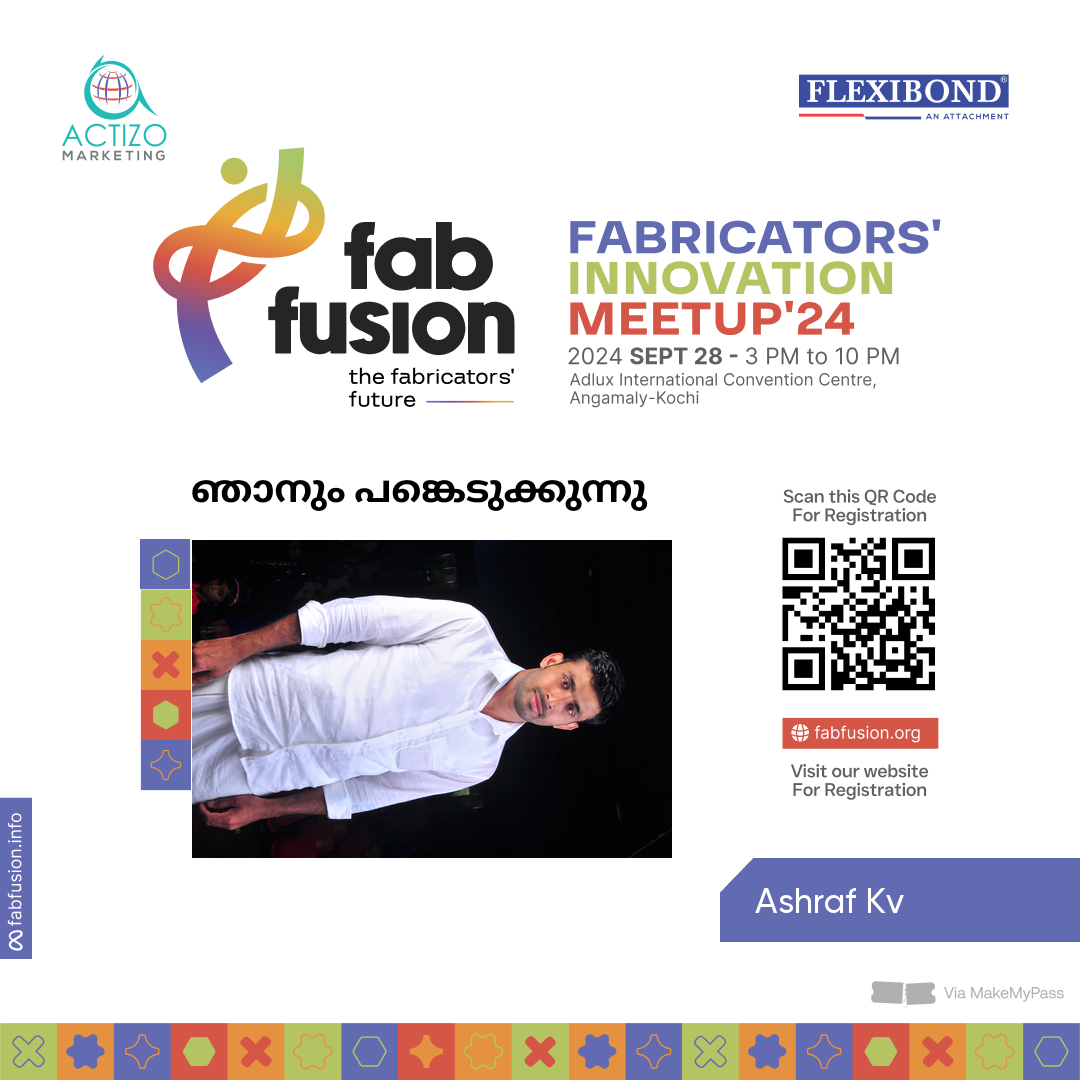 ACTIZO
MARKETING
FLEXIBOND®
AN ATTACHMENT
fab
fusion
the fabricators'
future
FABRICATORS'
INNOVATION
MEETUP'24
2024 SEPT 28 - 3 PM to 10 PM
Adlux International Convention Centre,
Angamaly-Kochi
ഞാനും പങ്കെടുക്കുന്നു
Scan this QR Code
For Registration
fabfusion.org
Visit our website
For Registration
fabfusion.info
Ashraf Kv
Via MakeMyPass